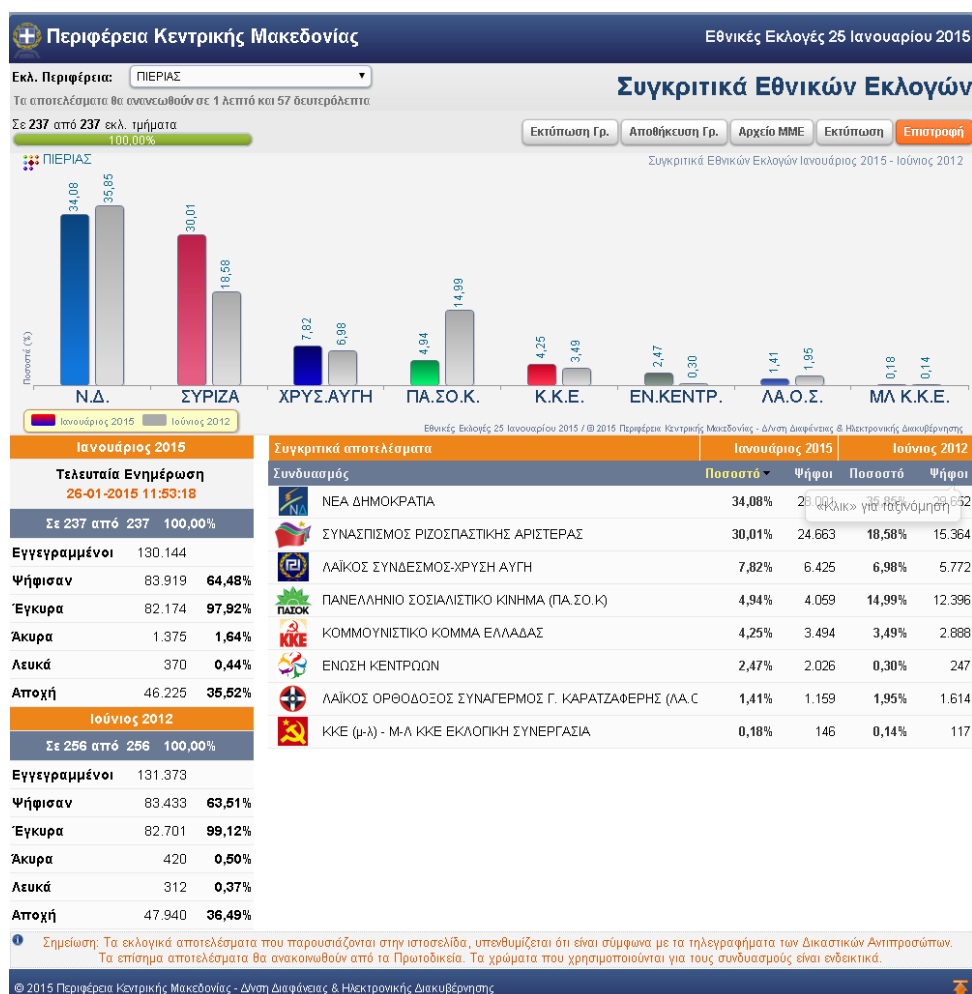 Περιφέρεια Κεντρικής Μακεδονίας Εθνικές Εκλογές 25 Ιανουαρίου 2015
Εκλ. Περιφέρεια: ΠΙΕΡΙΑΣ
Συγκριτικά Εθνικών Εκλογών
Τα αποτελέσματα θα ανανεωθούν σε 1 λεπτό και 57 δευτερόλεπτα
Σε 237 από 237 εκλ. τμήματα
100,00%
Εκτύπωση Γρ. Αποθήκευση Γρ. Αρχείο ΜΜΕ Εκτύπωση Επιστροφή
ΠΙΕΡΙΑΣ Συγκριτικά Εθνικών Εκλογών Ιανουάριος 2015 - Ιούνιος 2012
34,08 35,85 30,01 18,58 7,82 6,98 4,94 14,99 4,25 3,49 2,47 0,30 1,41 1,95 0,18 0,14
Ποσοστά (%)
Ν.Δ. ΣΥΡΙΖΑ ΧΡΥΣ.ΑΥΓΗ ΠΑ.ΣΟ.Κ. Κ.Κ.Ε. ΕΝ.ΚΕΝΤΡ. ΛΑ.Ο.Σ. ΜΛ Κ.Κ.Ε.
Ιανουάριος 2015 Ιούνιος 2012
Εθνικές Εκλογές 25 Ιανουαρίου 2015 / @ 2015 Περιφέρεια Κεντρικής Μακεδονίας - Δ/νση Διαφάνειας & Ηλεκτρονικής Διακυβέρνησης
Ιανουάριος 2015
Τελευταία Ενημέρωση
26-01-2015 11:53:18
Σε 237 από 237 100,00%
Εγγεγραμμένοι 130.144
Ψήφισαν 83.919 64,48%
Έγκυρα 82.174 97,92%
Άκυρα 1.375 1,64%
Λευκά 370 0,44%
Αποχή 46.225 35,52%
Ιούνιος 2012
Σε 256 από 256 100,00%
Εγγεγραμμένοι 131.373
Ψήφισαν 83.433 63,51%
Έγκυρα 82.701 99,12%
Άκυρα 420 0,50%
Λευκά 312 0,37%
Αποχή 47.940 36,49%
Συγκριτικά αποτελέσματα Ιανουάριος 2015 Ιούνιος 2012
Συνδυασμός Ποσοστό Ψήφοι Ποσοστό Ψήφοι
ΝΕΑ ΔΗΜΟΚΡΑΤΙΑ 34,08% 28.001 35,85% 29.652
«Κλικ» για ταξινόμηση
ΣΥΝΑΣΠΙΣΜΟΣ ΡΙΖΟΣΠΑΣΤΙΚΗΣ ΑΡΙΣΤΕΡΑΣ 30,01% 24.663 18,58% 15.364
ΛΑΪΚΟΣ ΣΥΝΔΕΣΜΟΣ-ΧΡΥΣΗ ΑΥΓΗ 7,82% 6.425 6,98% 5.772
ΠΑΣΟΚ ΠΑΝΕΛΛΗΝΙΟ ΣΟΣΙΑΛΙΣΤΙΚΟ ΚΙΝΗΜΑ (ΠΑ.ΣΟ.Κ) 4,94% 4.059 14,99% 12.396
ΚΚΕ ΚΟΜΜΟΥΝΙΣΤΙΚΟ ΚΟΜΜΑ ΕΛΛΑΔΑΣ 4,25% 3.494 3,49% 2.888
ΕΝΩΣΗ ΚΕΝΤΡΩΩΝ 2,47% 2.026 0,30% 247
ΛΑΪΚΟΣ ΟΡΘΟΔΟΞΟΣ ΣΥΝΑΓΕΡΜΟΣ Γ. ΚΑΡΑΤΖΑΦΕΡΗΣ (ΛΑ.Ο 1,41% 1.159 1,95% 1.614
ΚΚΕ (μ-λ) - Μ-Λ ΚΚΕ ΕΚΛΟΓΙΚΗ ΣΥΝΕΡΓΑΣΙΑ 0,18% 146 0,14% 117
Σημείωση: Τα εκλογικά αποτελέσματα που παρουσιάζονται στην ιστοσελίδα, υπενθυμίζεται ότι είναι σύμφωνα με τα τηλεγραφήματα των Δικαστικών Αντιπροσώπων.
Τα επίσημα αποτελέσματα θα ανακοινωθούν από τα Πρωτοδικεία. Τα χρώματα που χρησιμοποιούνται για τους συνδυασμούς είναι ενδεικτικά.
@ 2015 Περιφέρεια Κεντρικής Μακεδονίας - Δ/νση Διαφάνειας & Ηλεκτρονικής Διακυβέρνησης